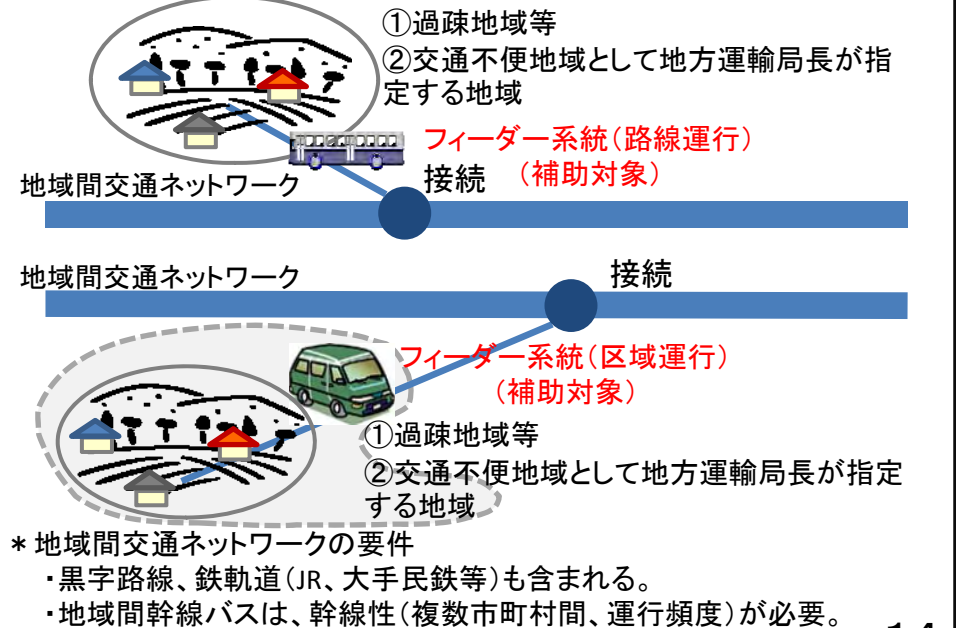 ①過疎地域等
②交通不便地域として地方運輸局長が指
定する地域
フィーダー系統(路線運行)
(補助対象)
接続
地域間交通ネットワーク
地域間交通ネットワーク
接続
フィーダー系統(区域運行)
(補助対象)
①過疎地域等
②交通不便地域として地方運輸局長が指定
する地域
*地域間交通ネットワークの要件
・黒字路線、鉄軌道(JR、大手民鉄等)も含まれる。
・地域間幹線バスは、幹線性(複数市町村間、運行頻度)が必要。